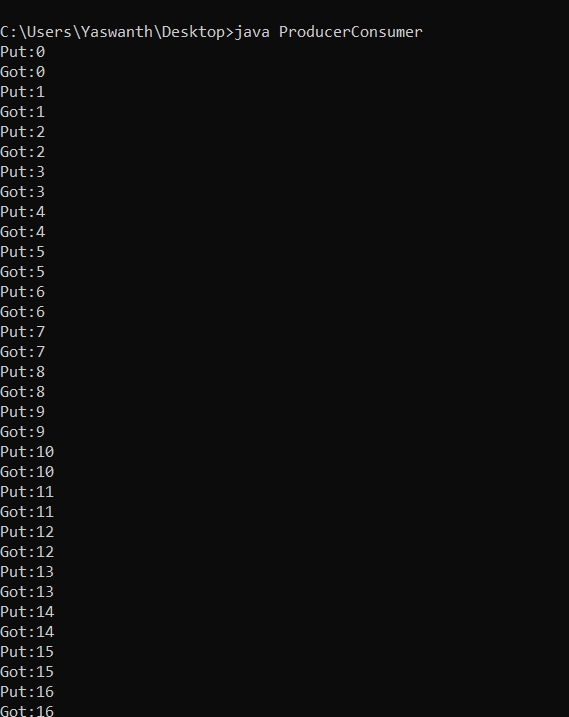 C:\Users\Yaswanth\Desktop>java ProducerConsumer
Put:0
Got:0
Put:1
Got:1
Put:2
Got:2
Put:3
Got:3
Put:4
Got:4
Put:5
Got:5
Put:6
Got:6
Put:7
Got:7
Put:8
Got:8
Put:9
Got:9
Put:10
Got:10
Put:11
Got:11
Put:12
Got:12
Put:13
Got:13
Put:14
Got:14
Put:15
Got:15
Put:16
Got:16